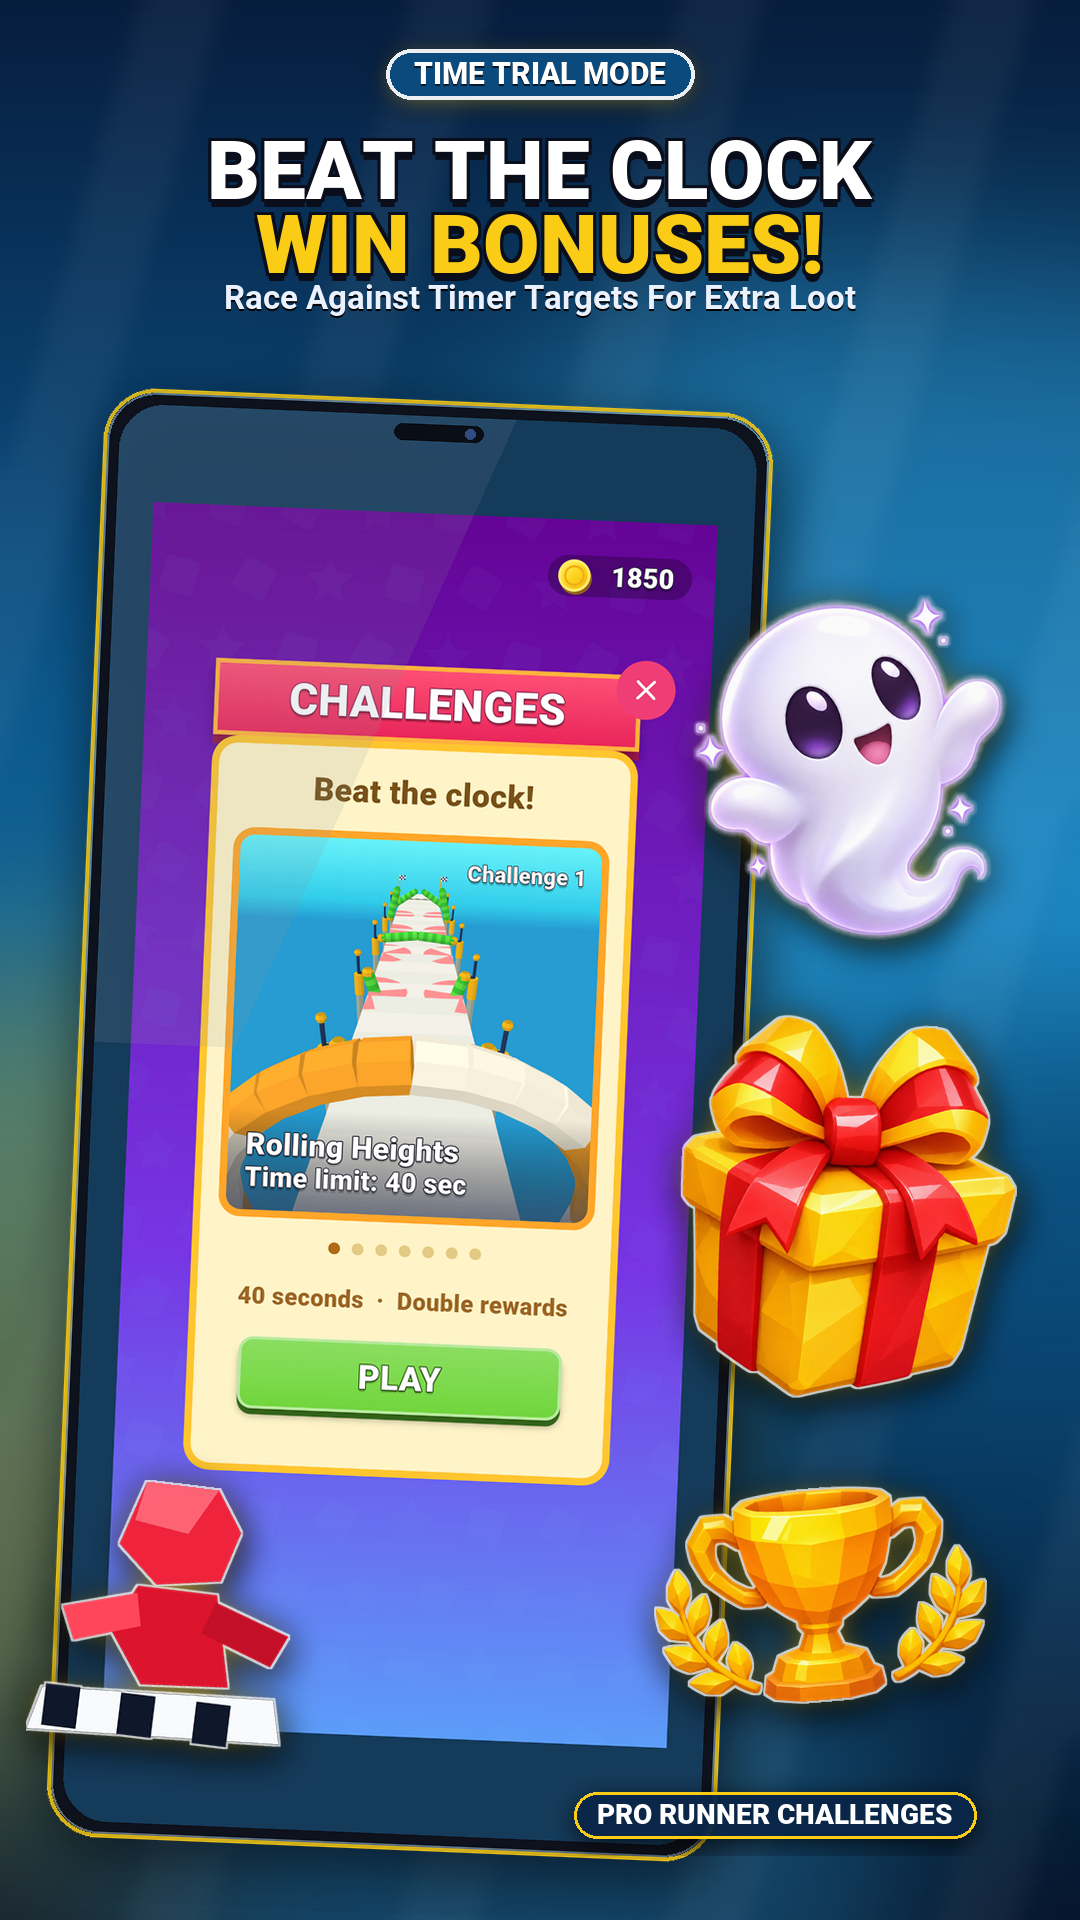 TIME TRIAL MODE
BEAT THE CLOCK
WIN BONUSES!
Race Against Timer Targets For Extra Loot
1850
CHALLENGES
Beat the clock!
Challenge 1
Rolling Heights
Time limit: 40 sec
40 seconds · Double rewards
PLAY
PRO RUNNER CHALLENGES